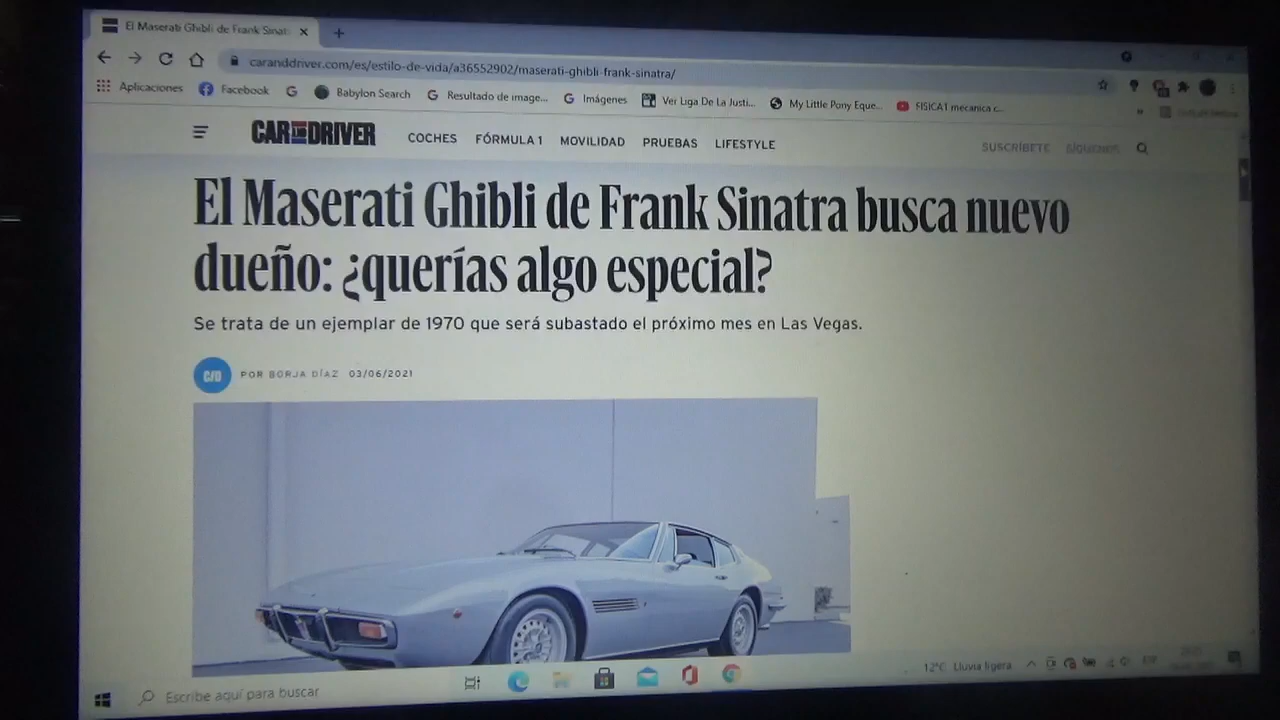 El Maserati Ghibli de Frank Sinat
caranddriver.com/es/estilo-de-vida/a36552902/maserati-ghibli-frank-sinatra/
Aplicaciones Facebook Babylon Search Resultado de image... Imágenes Ver Liga De La Justi... My Little Pony Eque... FISICA1 mecanica c...
CAR AND DRIVER COCHES FÓRMULA 1 MOVILIDAD PRUEBAS LIFESTYLE SUSCRÍBETE SÍGUENOS
El Maserati Ghibli de Frank Sinatra busca nuevo
dueño: ¿querías algo especial?
Se trata de un ejemplar de 1970 que será subastado el próximo mes en Las Vegas.
C/D POR BORJA DÍAZ 03/06/2021
Escribe aquí para buscar 12°C Lluvia ligera ESP